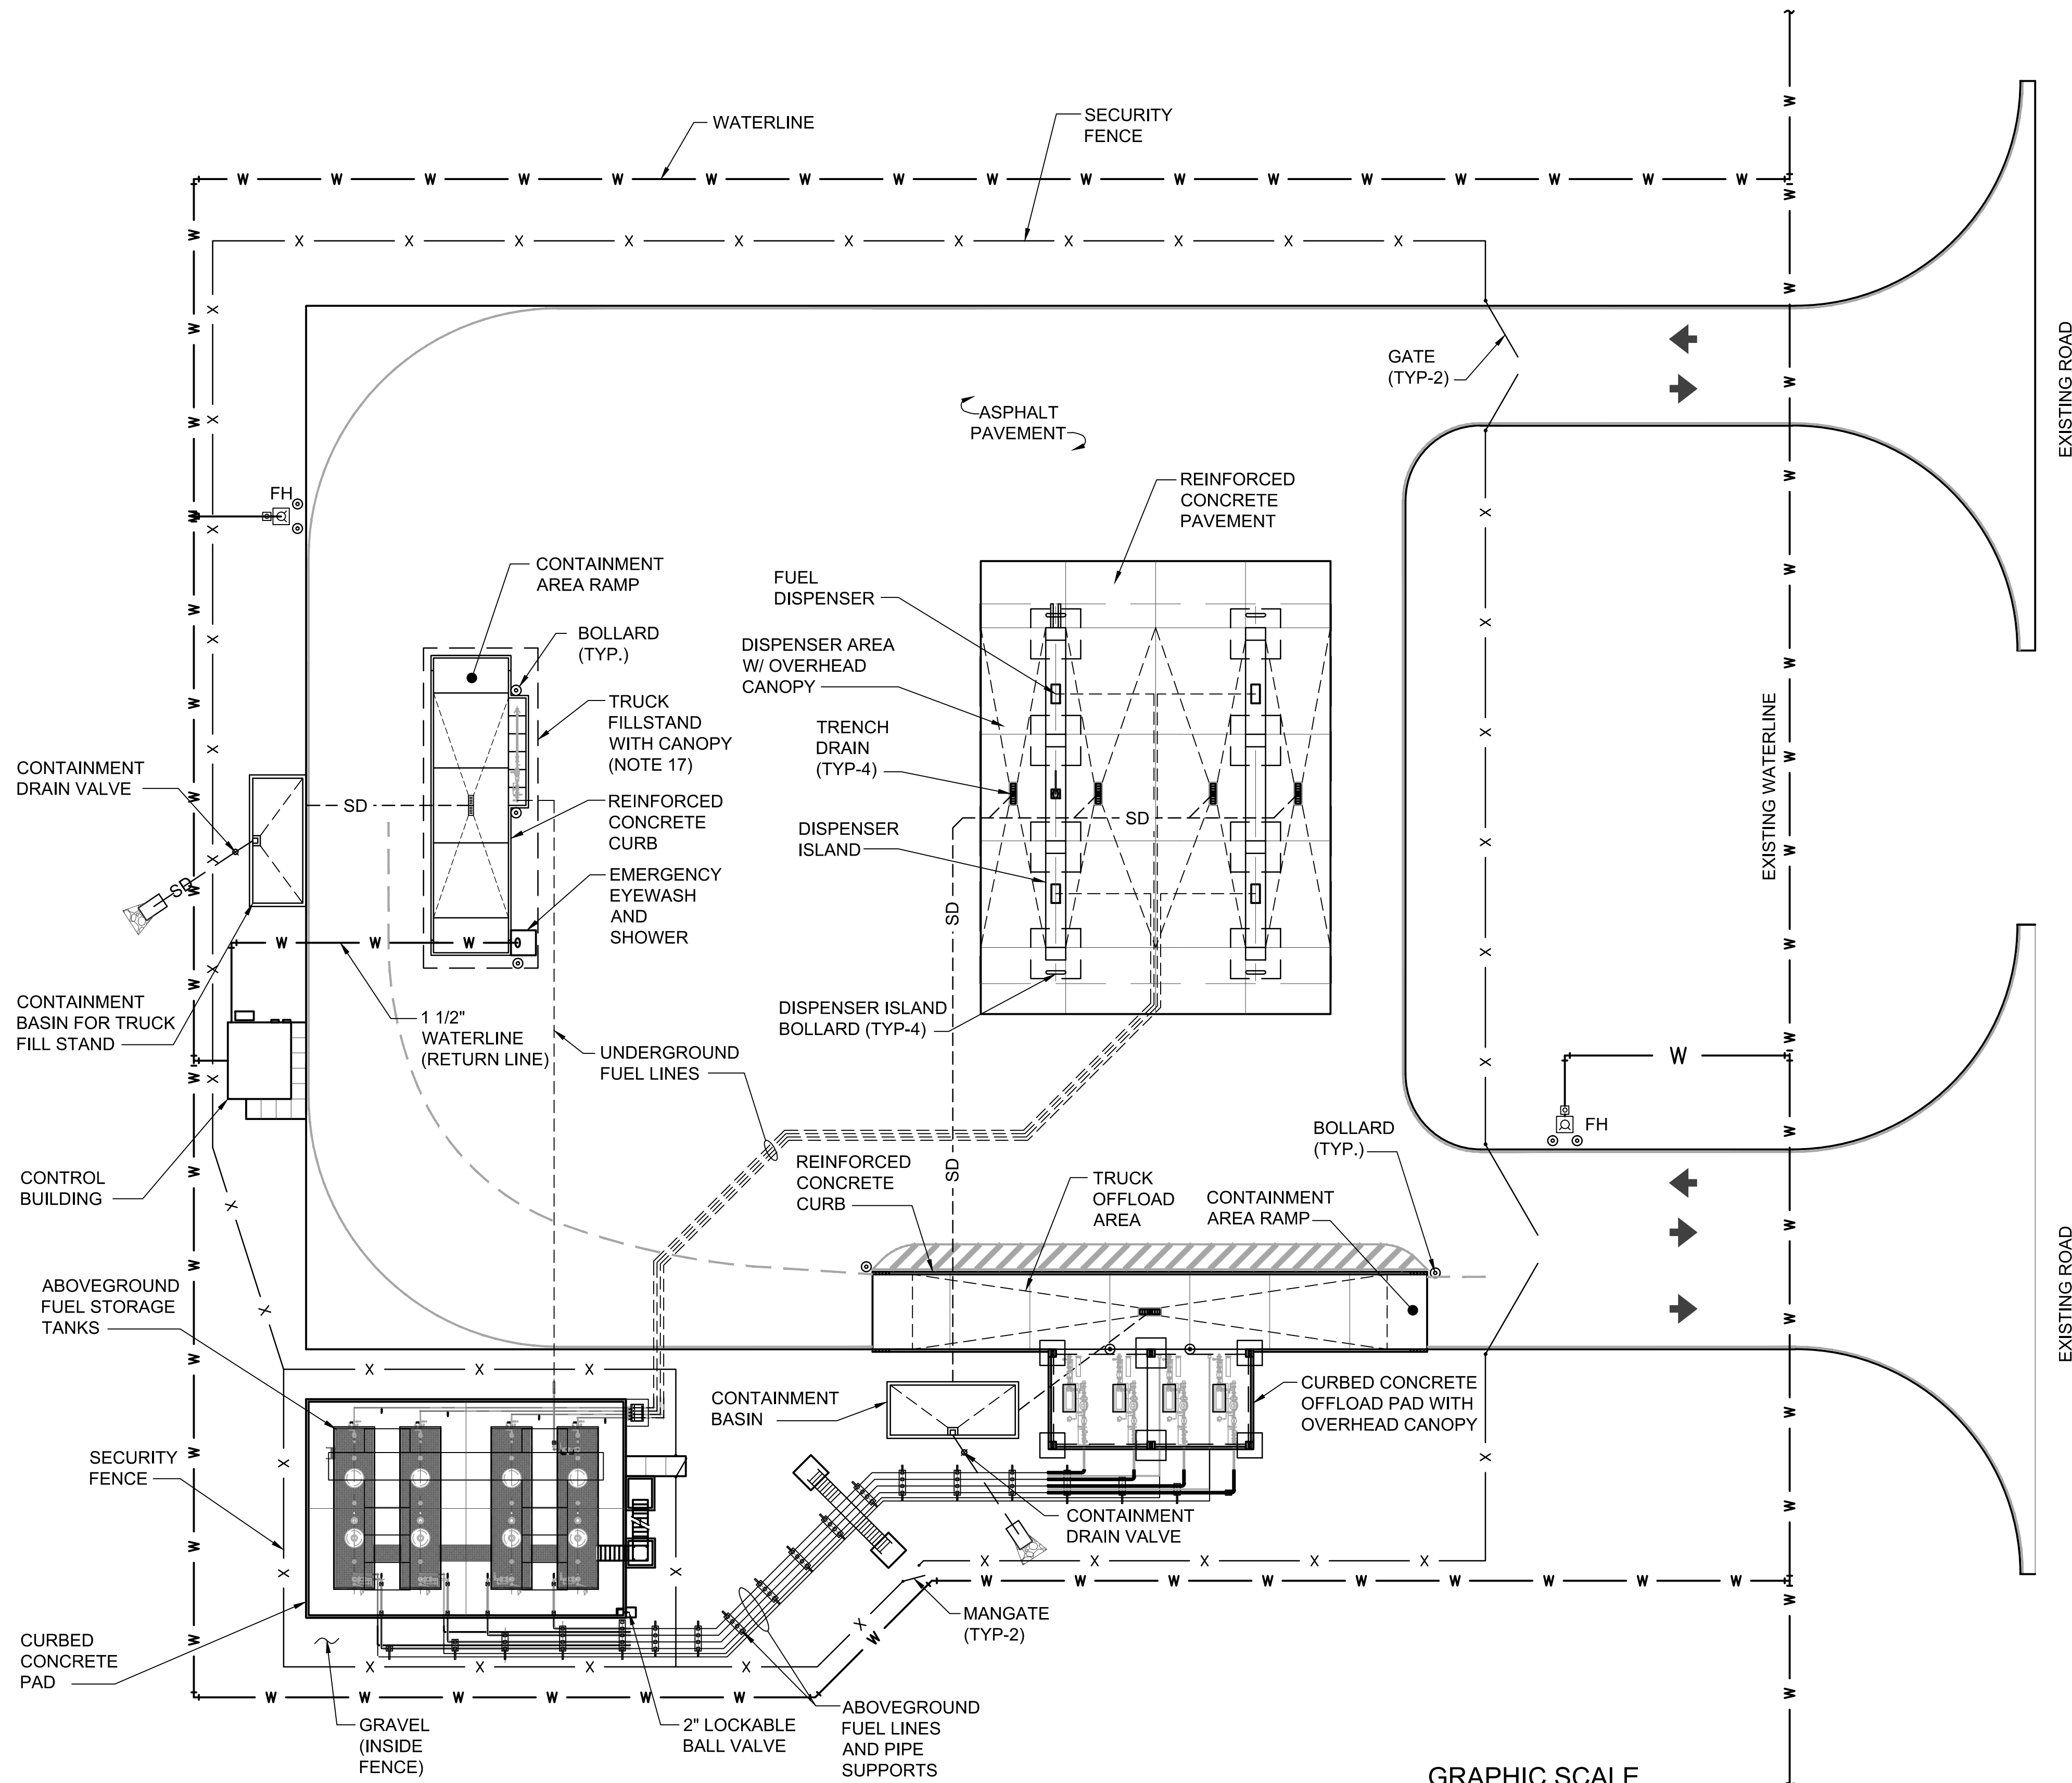 WATERLINE
SECURITY
FENCE
W W W W W W W W W W W W W W W W W
X X X X X X X X X X X
EXISTING ROAD
GATE
(TYP-2)
ASPHALT
PAVEMENT
FH
REINFORCED
CONCRETE
PAVEMENT
CONTAINMENT
AREA RAMP
FUEL
DISPENSER
BOLLARD
(TYP.)
DISPENSER AREA
W/ OVERHEAD
CANOPY
TRUCK
FILLSTAND
WITH CANOPY
(NOTE 17)
TRENCH
DRAIN
(TYP-4)
EXISTING WATERLINE
CONTAINMENT
DRAIN VALVE
SD
REINFORCED
CONCRETE
CURB
SD
DISPENSER
ISLAND
SD
EMERGENCY
EYEWASH
AND
SHOWER
SD
W W W
CONTAINMENT
BASIN FOR TRUCK
FILL STAND
1 1/2"
WATERLINE
(RETURN LINE)
DISPENSER ISLAND
BOLLARD (TYP-4)
UNDERGROUND
FUEL LINES
W
FH
BOLLARD
(TYP.)
CONTROL
BUILDING
REINFORCED
CONCRETE
CURB
SD
TRUCK
OFFLOAD
AREA
CONTAINMENT
AREA RAMP
EXISTING ROAD
ABOVEGROUND
FUEL STORAGE
TANKS
X X X
CONTAINMENT
BASIN
CURBED CONCRETE
OFFLOAD PAD WITH
OVERHEAD CANOPY
SECURITY
FENCE
CONTAINMENT
DRAIN VALVE
X X X X X
W W W W W W W W W
MANGATE
(TYP-2)
CURBED
CONCRETE
PAD
X X X X
W W W W W W
GRAVEL
(INSIDE
FENCE)
2" LOCKABLE
BALL VALVE
ABOVEGROUND
FUEL LINES
AND PIPE
SUPPORTS
GRAPHIC SCALE